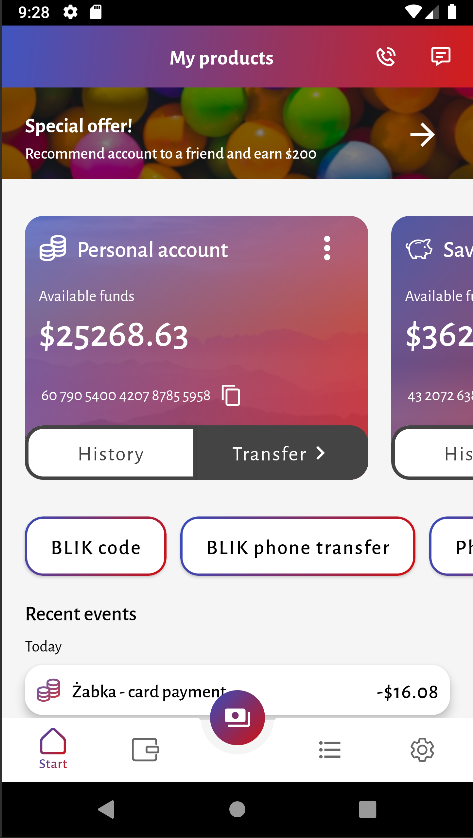 9:28
My products
Special offer!
Recommend account to a friend and earn $200
Personal account
Available funds
$25268.63
60 790 5400 4207 8785 5958
History
Transfer
Sav
Available fu
$362
43 2072 638
His
BLIK code
BLIK phone transfer
Ph
Recent events
Today
Żabka - card payment
-$16.08
Start